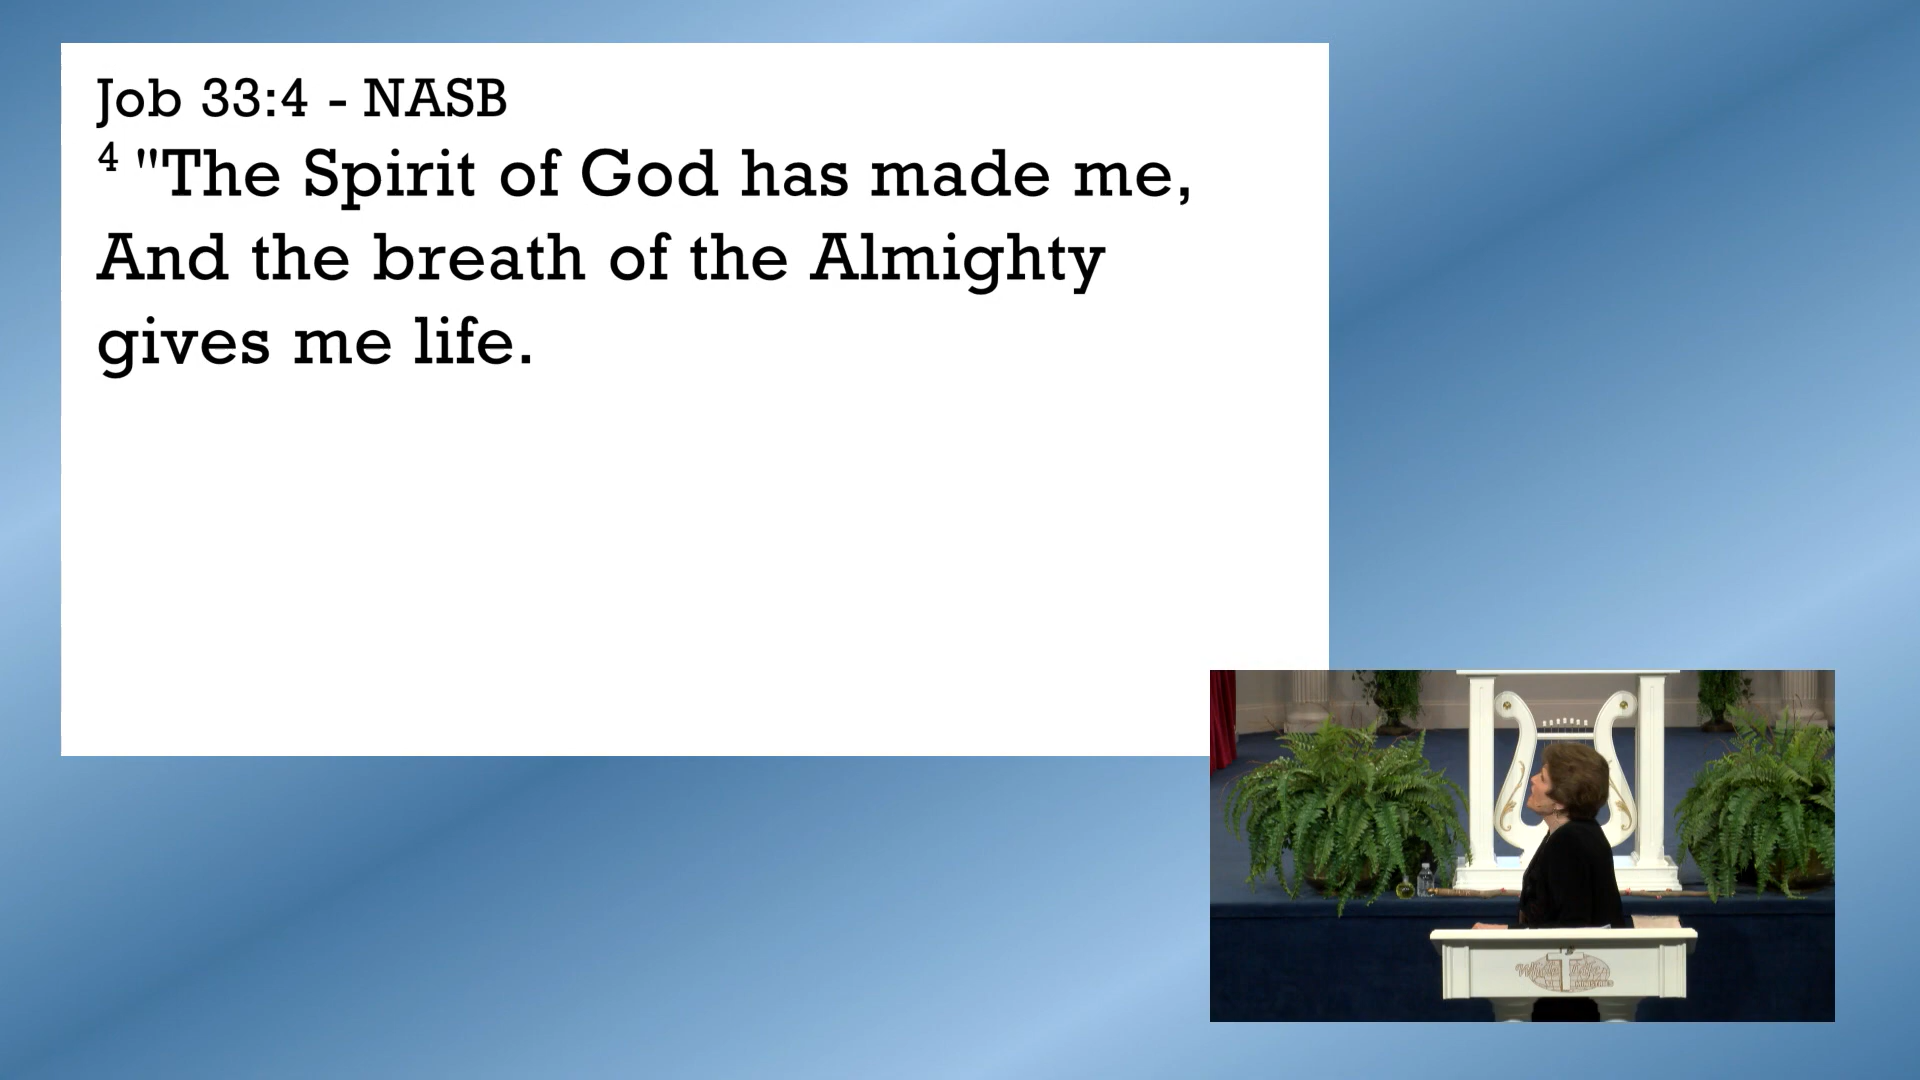 Job 33:4 - NASB
4 "The Spirit of God has made me,
And the breath of the Almighty
gives me life.